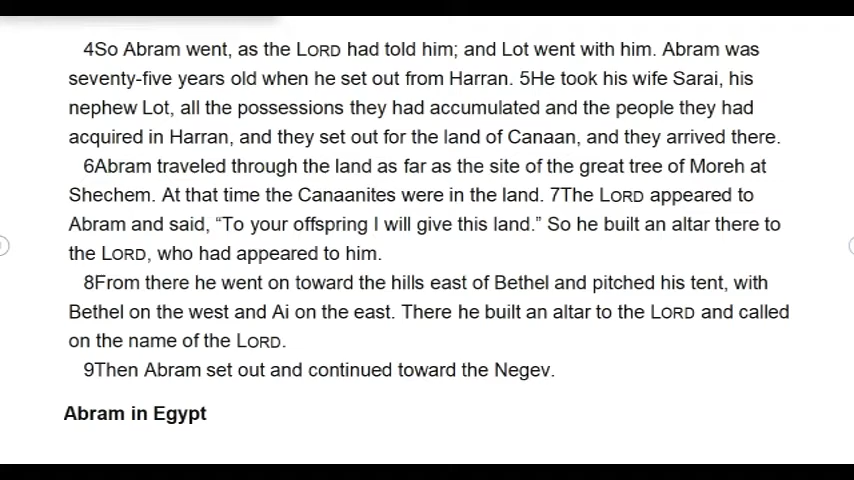 4So Abram went, as the LORD had told him; and Lot went with him. Abram was
seventy-five years old when he set out from Harran. 5He took his wife Sarai, his
nephew Lot, all the possessions they had accumulated and the people they had
acquired in Harran, and they set out for the land of Canaan, and they arrived there.
6Abram traveled through the land as far as the site of the great tree of Moreh at
Shechem. At that time the Canaanites were in the land. 7The LORD appeared to
Abram and said, “To your offspring I will give this land.” So he built an altar there to
the LORD, who had appeared to him.
8From there he went on toward the hills east of Bethel and pitched his tent, with
Bethel on the west and Ai on the east. There he built an altar to the LORD and called
on the name of the LORD.
9Then Abram set out and continued toward the Negev.
Abram in Egypt